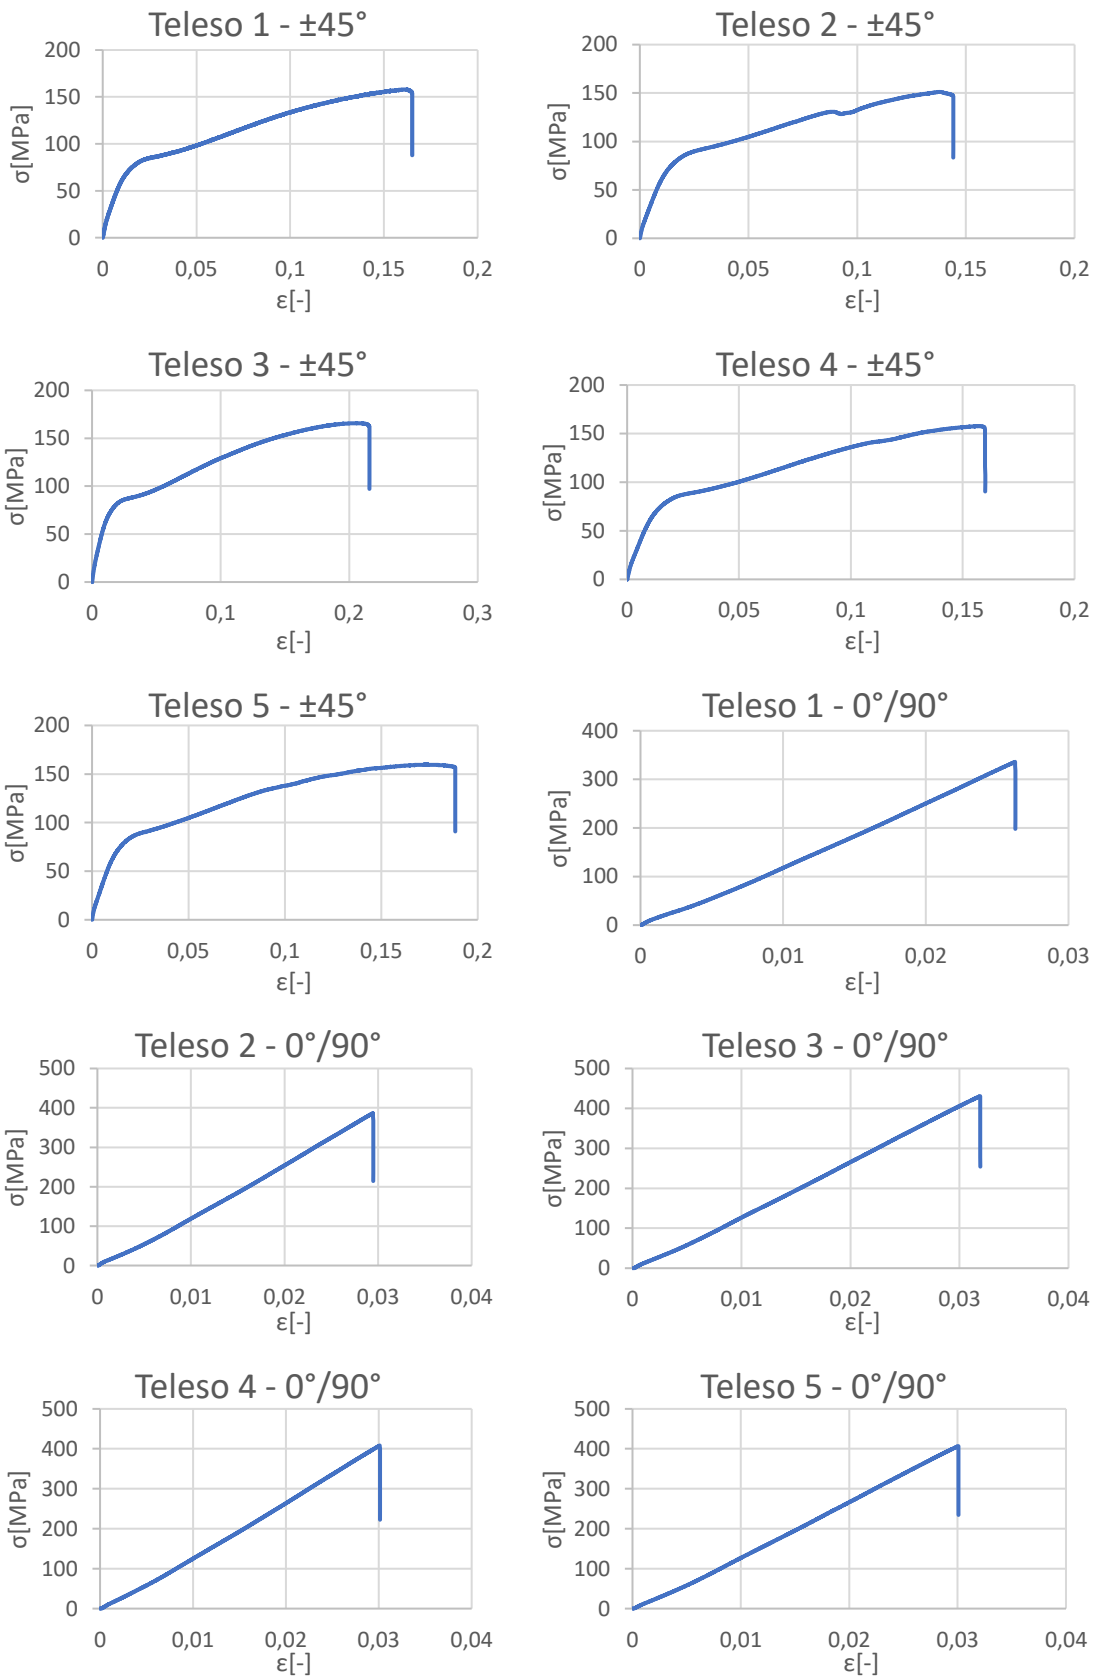 Teleso 1 - ±45°
200
150
100
50
0
σ[MPa]
0 0,05 0,1 0,15 0,2
ε[-]
Teleso 2 - ±45°
200
150
100
50
0
σ[MPa]
0 0,05 0,1 0,15 0,2
ε[-]
Teleso 3 - ±45°
200
150
100
50
0
σ[MPa]
0 0,1 0,2 0,3
ε[-]
Teleso 4 - ±45°
200
150
100
50
0
σ[MPa]
0 0,05 0,1 0,15 0,2
ε[-]
Teleso 5 - ±45°
200
150
100
50
0
σ[MPa]
0 0,05 0,1 0,15 0,2
ε[-]
Teleso 1 - 0°/90°
400
300
200
100
0
σ[MPa]
0 0,01 0,02 0,03
ε[-]
Teleso 2 - 0°/90°
500
400
300
200
100
0
σ[MPa]
0 0,01 0,02 0,03 0,04
ε[-]
Teleso 3 - 0°/90°
500
400
300
200
100
0
σ[MPa]
0 0,01 0,02 0,03 0,04
ε[-]
Teleso 4 - 0°/90°
500
400
300
200
100
0
σ[MPa]
0 0,01 0,02 0,03 0,04
ε[-]
Teleso 5 - 0°/90°
500
400
300
200
100
0
σ[MPa]
0 0,01 0,02 0,03 0,04
ε[-]